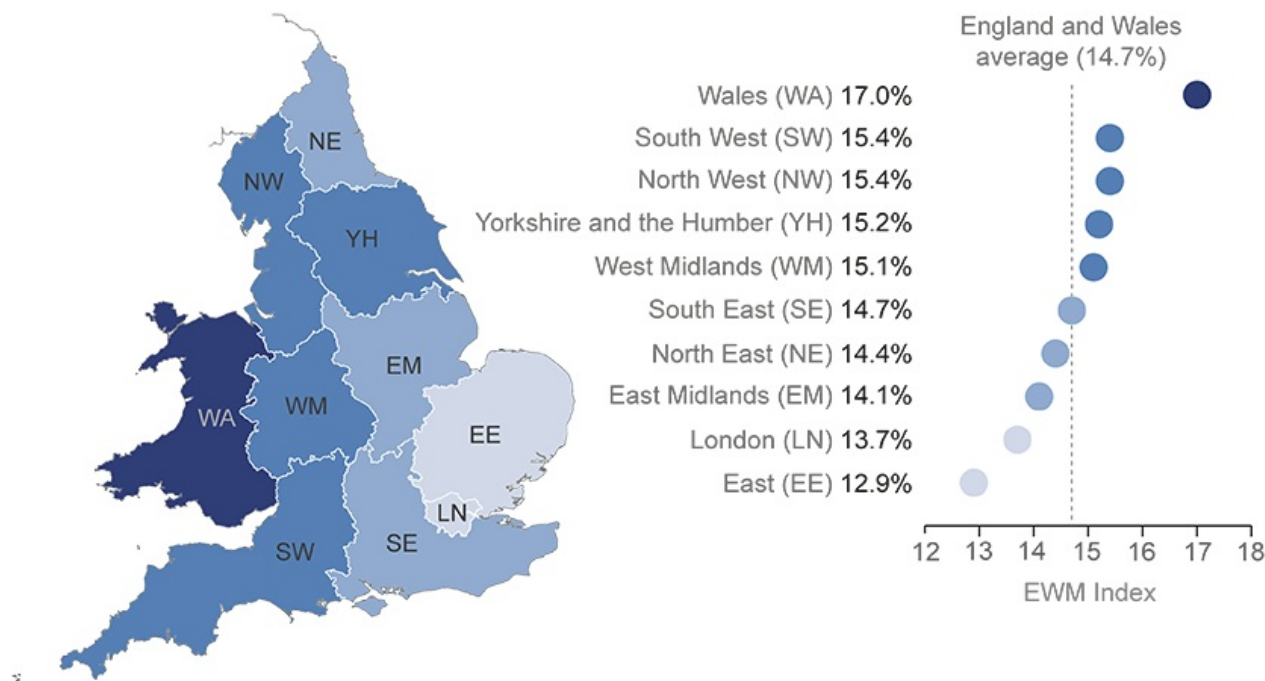 England and Wales
average (14.7%)
Wales (WA) 17.0%
South West (SW) 15.4%
North West (NW) 15.4%
Yorkshire and the Humber (YH) 15.2%
West Midlands (WM) 15.1%
South East (SE) 14.7%
North East (NE) 14.4%
East Midlands (EM) 14.1%
London (LN) 13.7%
East (EE) 12.9%
12 13 14 15 16 17 18
EWM Index
NE
NW
YH
EM
WM
WA
EE
LN
SE
SW